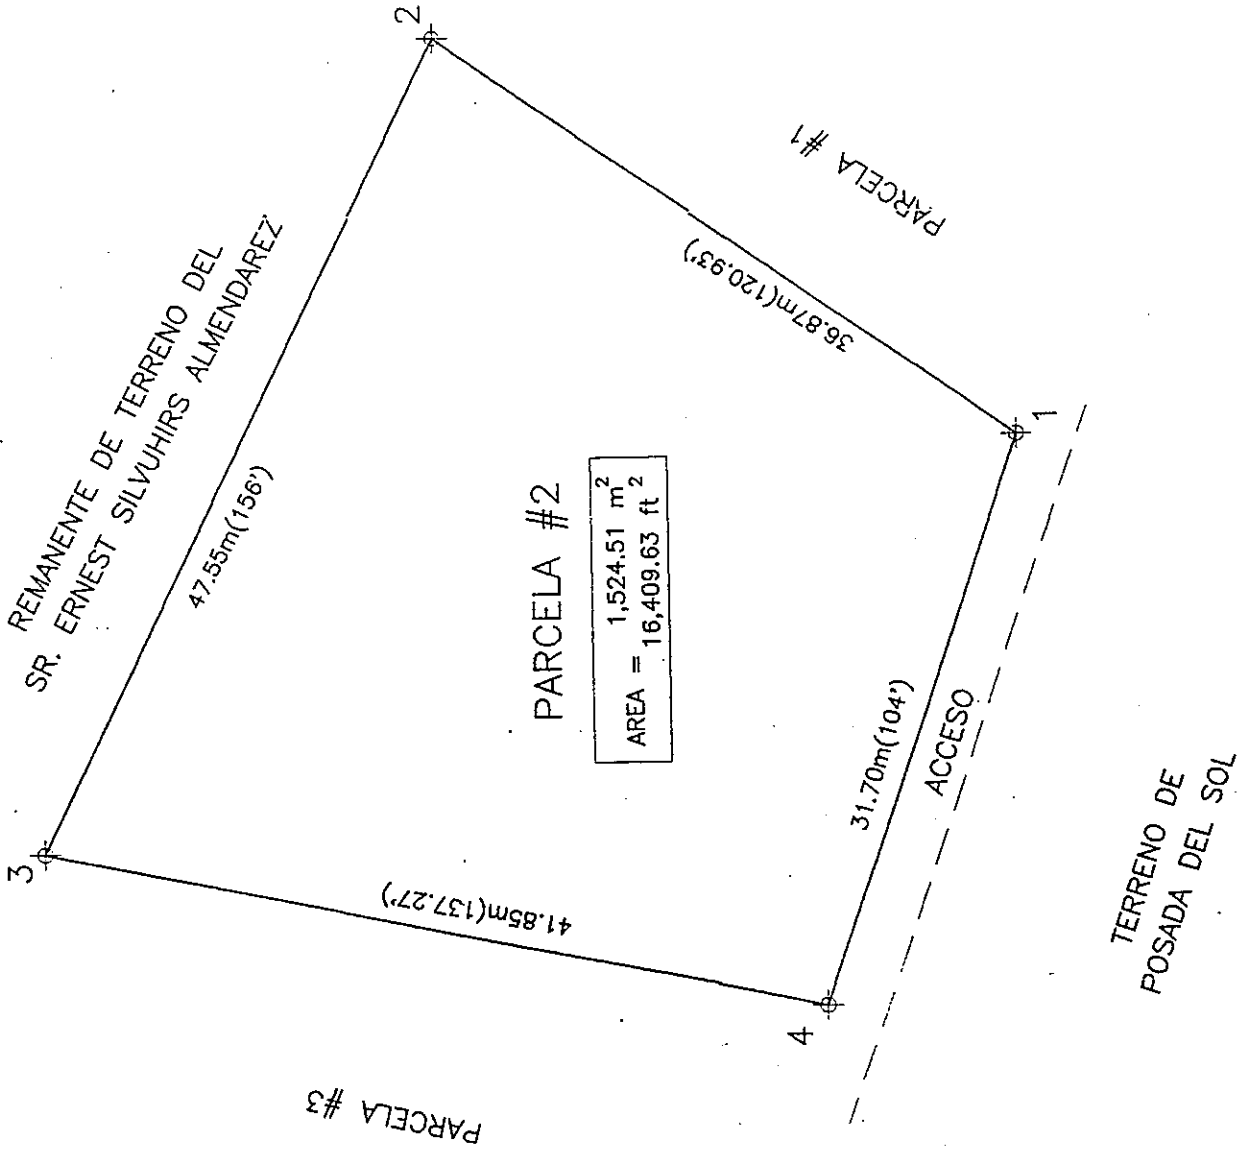 REMANENTE DE TERRENO DEL
SR. ERNEST SILVUHIRS ALMENDAREZ
47.55m(156')
2
3
PARCELA #1
36.87m(120.93')
PARCELA #2
AREA = 1,524.51 m²
16,409.63 ft²
41.85m(137.27')
PARCELA #3
31.70m(104')
ACCESO
1
4
TERRENO DE
POSADA DEL SOL